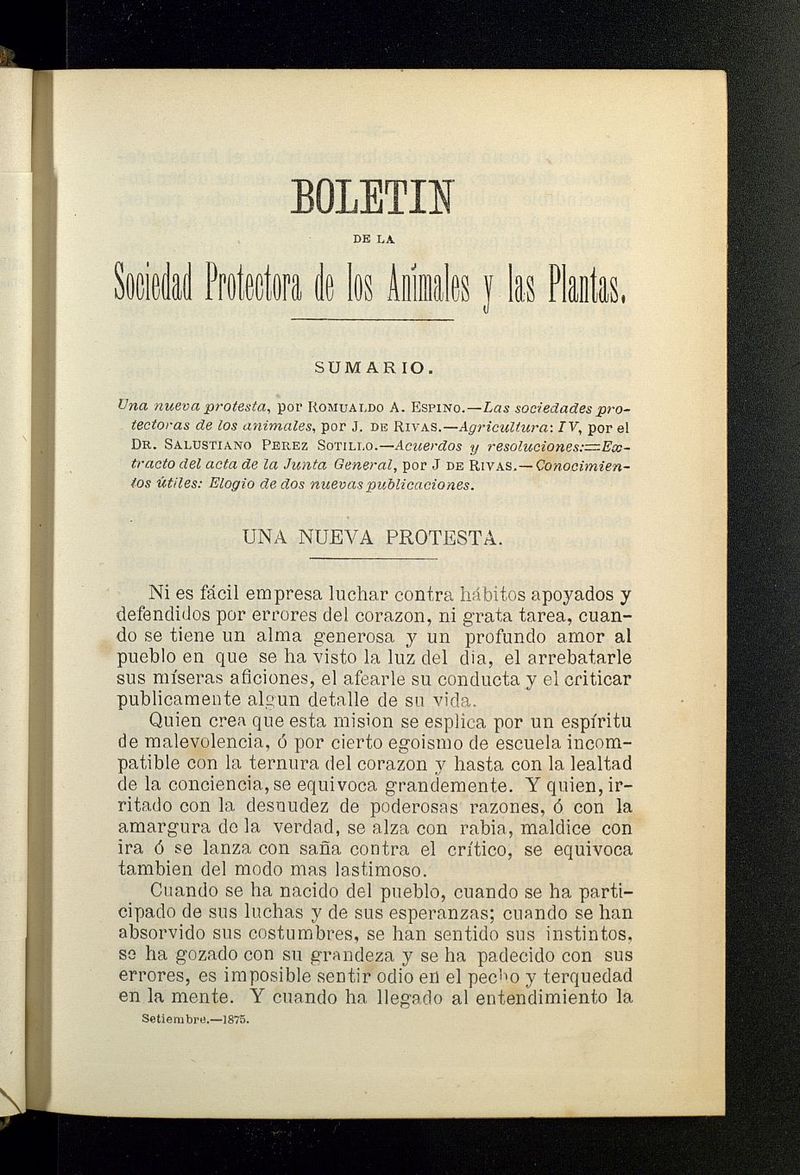 BOLETIN
DE LA
Sociedad Protectora de los Animales y las Plantas.
SUMARIO.
Una nueva protesta, por ROMUALDO A. ESPINO.—Las sociedades pro-
tectoras de los animales, por J. DE RIVAS.—Agricultura: IV, por el
DR. SALUSTIANO PEREZ SOTILLO.—Acuerdos y resoluciones:—Ex-
tracto del acta de la Junta General, por J DE RIVAS.—Conocimien-
tos útiles: Elogio de dos nuevas publicaciones.
UNA NUEVA PROTESTA.
Ni es fácil empresa luchar contra hábitos apoyados y
defendidos por errores del corazon, ni grata tarea, cuan-
do se tiene un alma generosa y un profundo amor al
pueblo en que se ha visto la luz del dia, el arrebatarle
sus míseras aficiones, el afearle su conducta y el criticar
publicamente algun detalle de su vida.
Quien crea que esta mision se esplica por un espíritu
de malevolencia, ó por cierto egoismo de escuela incom-
patible con la ternura del corazon y hasta con la lealtad
de la conciencia, se equivoca grandemente. Y quien, ir-
ritado con la desnudez de poderosas razones, ó con la
amargura de la verdad, se alza con rabia, maldice con
ira ó se lanza con saña contra el crítico, se equivoca
tambien del modo mas lastimoso.
Cuando se ha nacido del pueblo, cuando se ha parti-
cipado de sus luchas y de sus esperanzas; cuando se han
absorvido sus costumbres, se han sentido sus instintos,
se ha gozado con su grandeza y se ha padecido con sus
errores, es imposible sentir odio en el pecho y terquedad
en la mente. Y cuando ha llegado al entendimiento la
Setiembre.—1875.